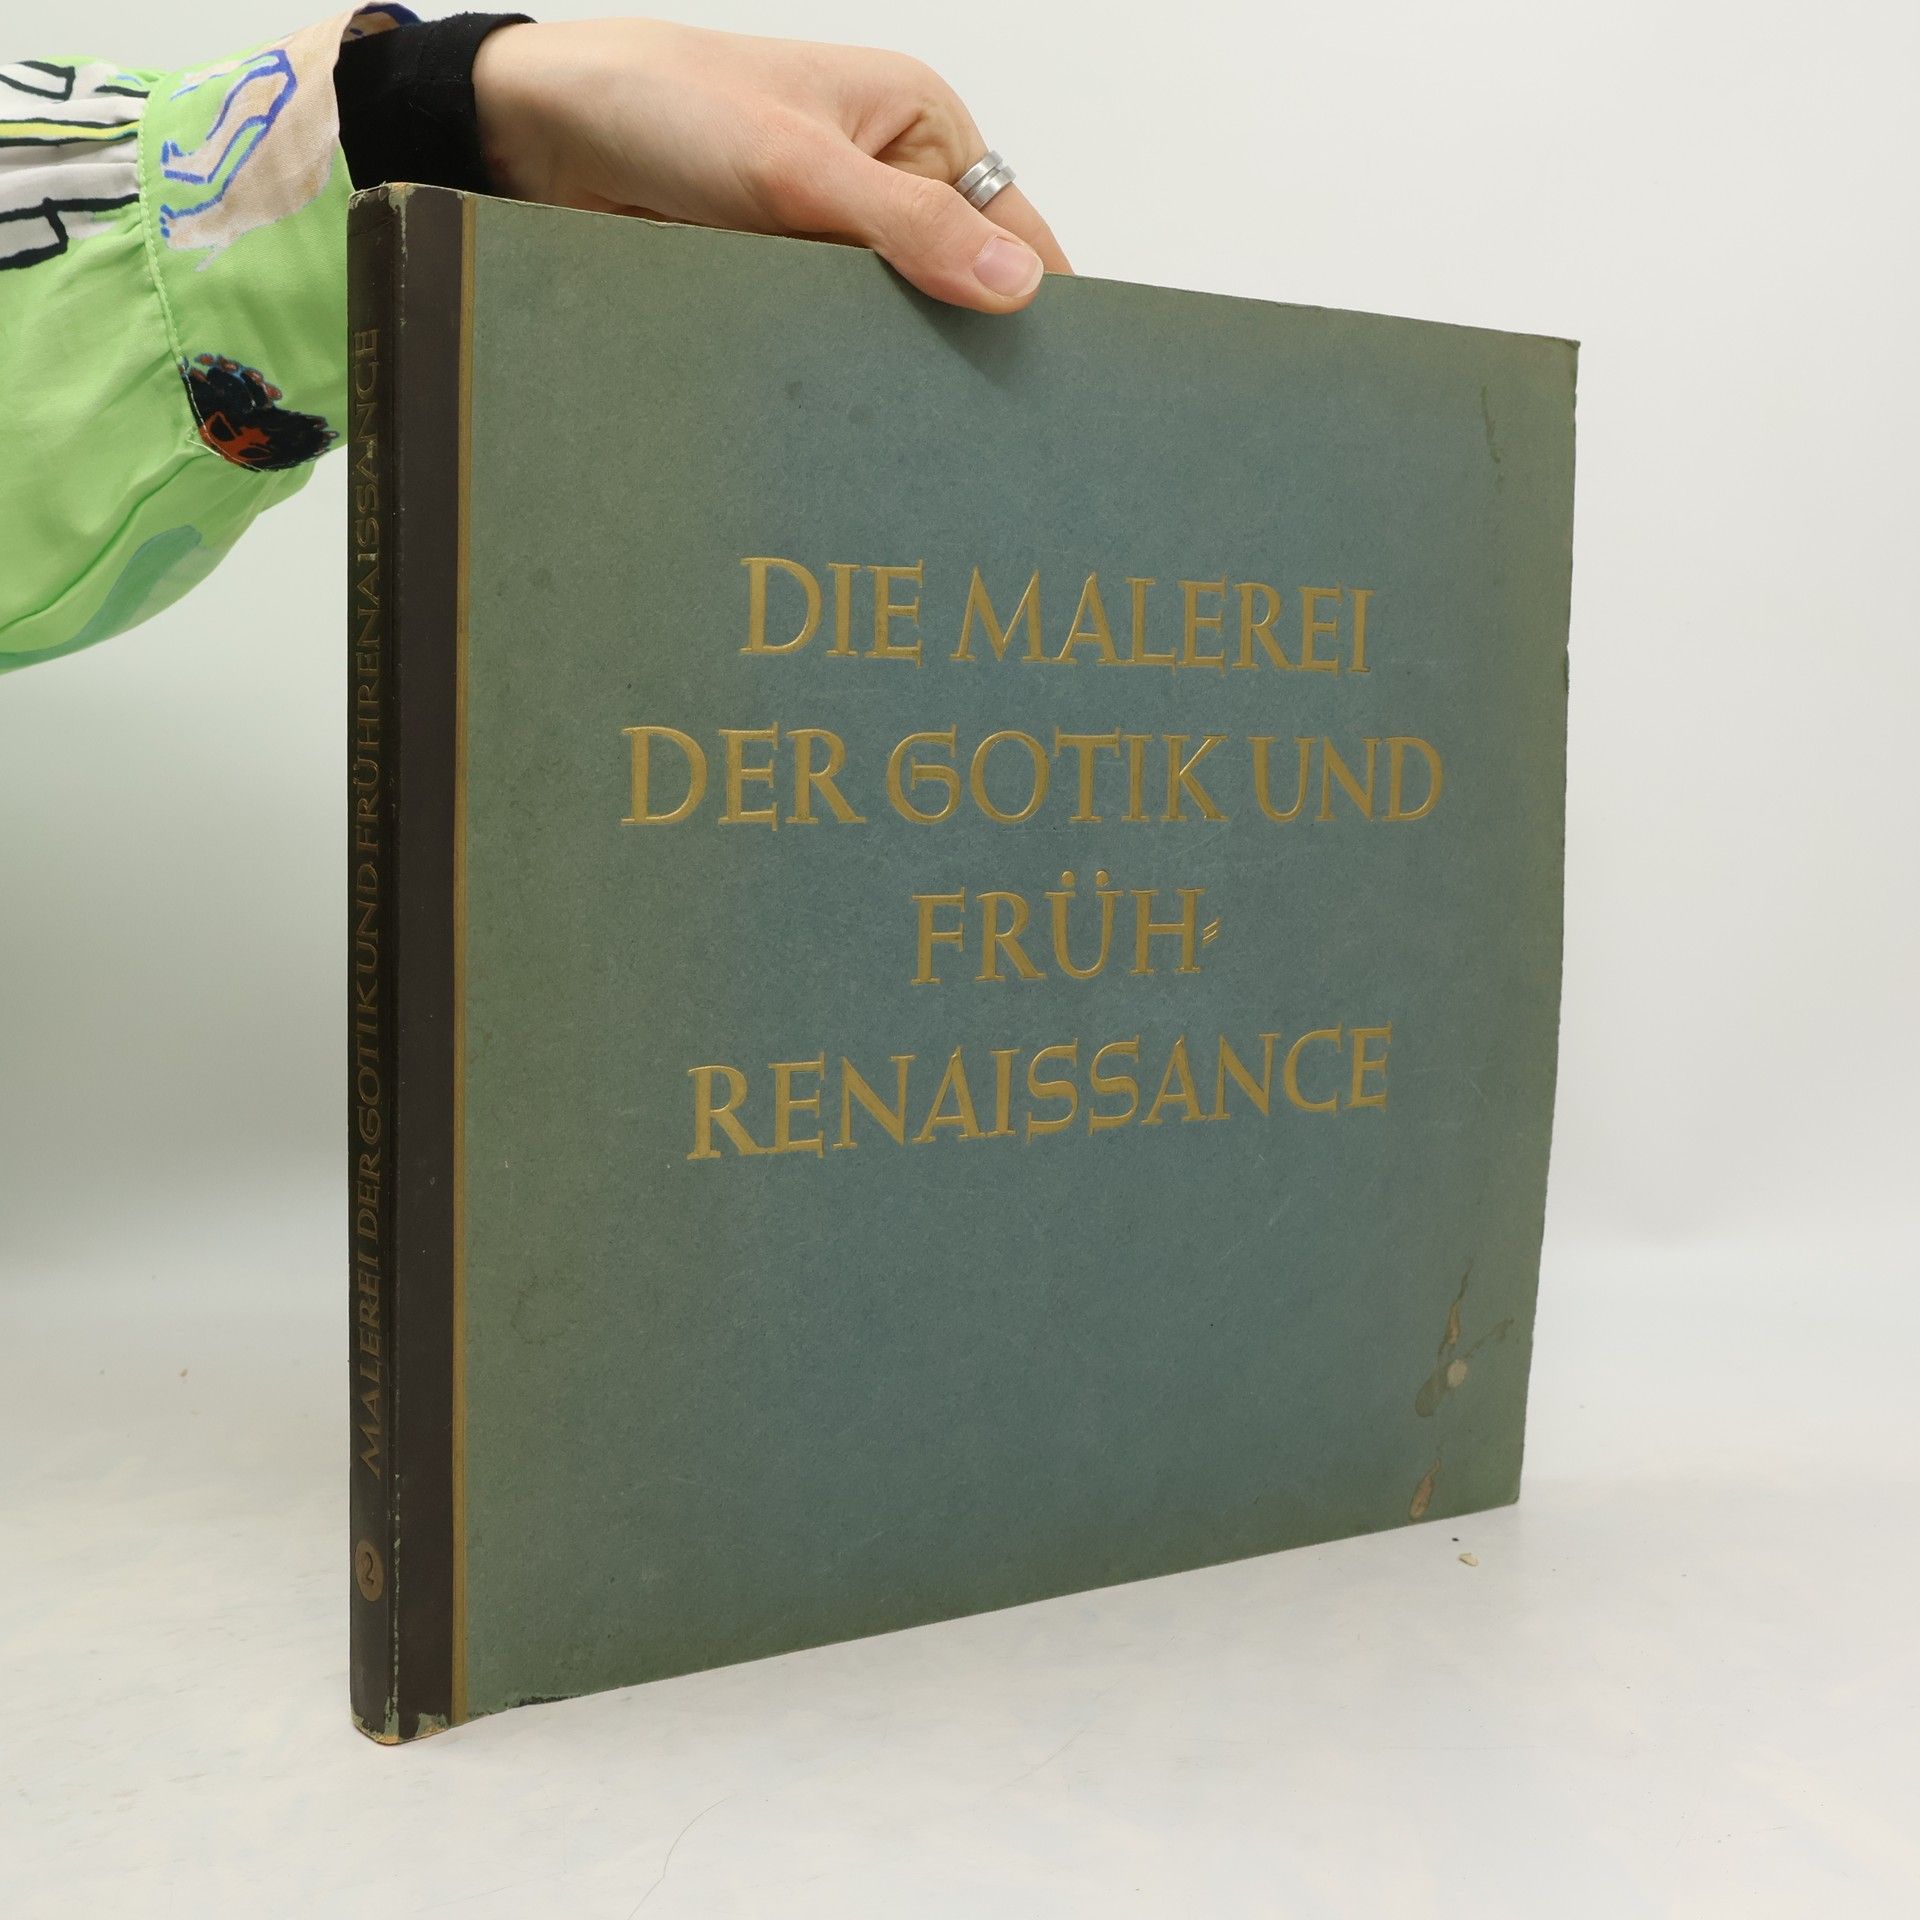 DIE MALEREI
DER GOTIK UND
FRÜH=
RENAISSANCE
MALEREI DER GOTIK UND FRÜHRENAISSANCE
2